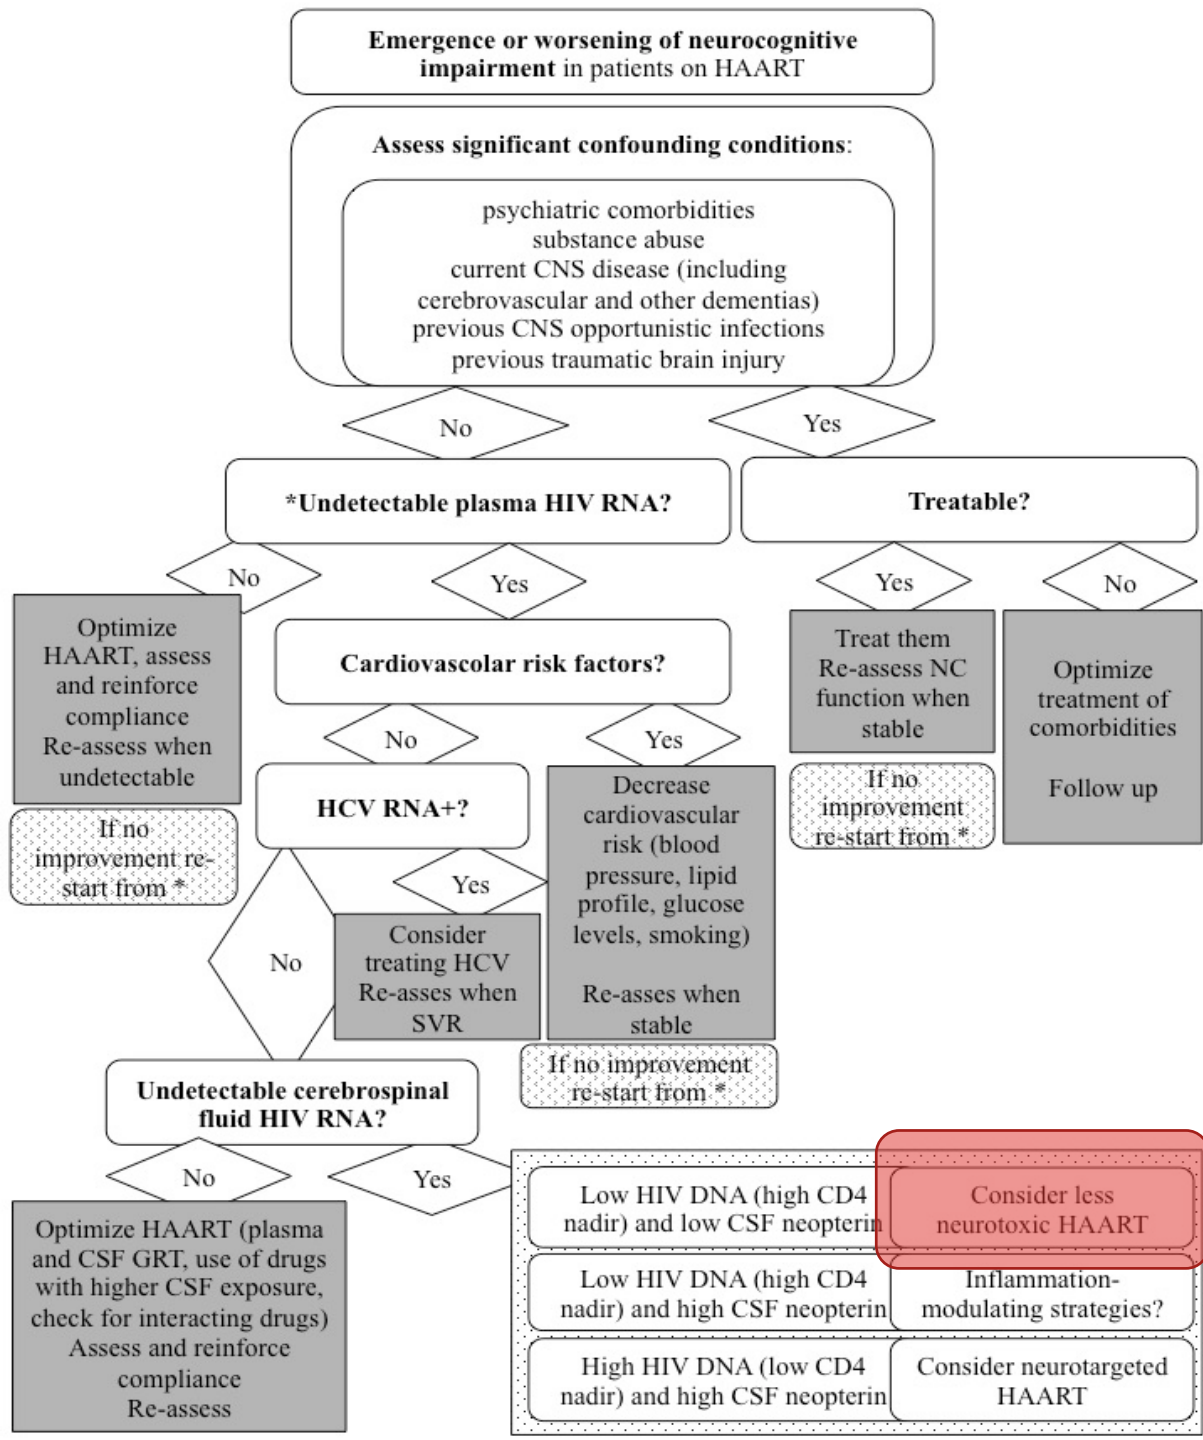 Emergence or worsening of neurocognitive
impairment in patients on HAART
Assess significant confounding conditions:
psychiatric comorbidities
substance abuse
current CNS disease (including
cerebrovascular and other dementias)
previous CNS opportunistic infections
previous traumatic brain injury
No
Yes
*Undetectable plasma HIV RNA?
Treatable?
No
Yes
Yes
No
Optimize
HAART, assess
and reinforce
compliance
Re-assess when
undetectable
If no
improvement re-
start from *
Cardiovascolar risk factors?
Treat them
Re-assess NC
function when
stable
If no
improvement
re-start from *
Optimize
treatment of
comorbidities
Follow up
No
Yes
HCV RNA+?
Decrease
cardiovascular
risk (blood
pressure, lipid
profile, glucose
levels, smoking)
Re-asses when
stable
If no improvement
re-start from *
Yes
No
Consider
treating HCV
Re-asses when
SVR
Undetectable cerebrospinal
fluid HIV RNA?
No
Yes
Optimize HAART (plasma
and CSF GRT, use of drugs
with higher CSF exposure,
check for interacting drugs)
Assess and reinforce
compliance
Re-assess
Low HIV DNA (high CD4
nadir) and low CSF neopterin
Consider less
neurotoxic HAART
Low HIV DNA (high CD4
nadir) and high CSF neopterin
Inflammation-
modulating strategies?
High HIV DNA (low CD4
nadir) and high CSF neopterin
Consider neurotargeted
HAART